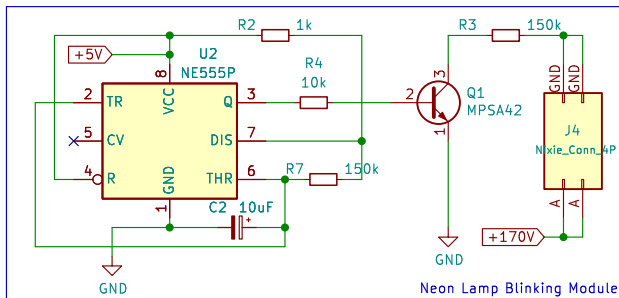 R2 1k
+5V
U2
NE555P
8
VCC
2 TR
Q 3
5 CV
DIS 7
4 R
THR 6
GND
1
R4
10k
R7 150k
C2 10uF
+
GND
2
3
1
Q1
MPSA42
GND
R3 150k
GND GND
J4
Nixie_Conn_4P
A A
+170V
Neon Lamp Blinking Module